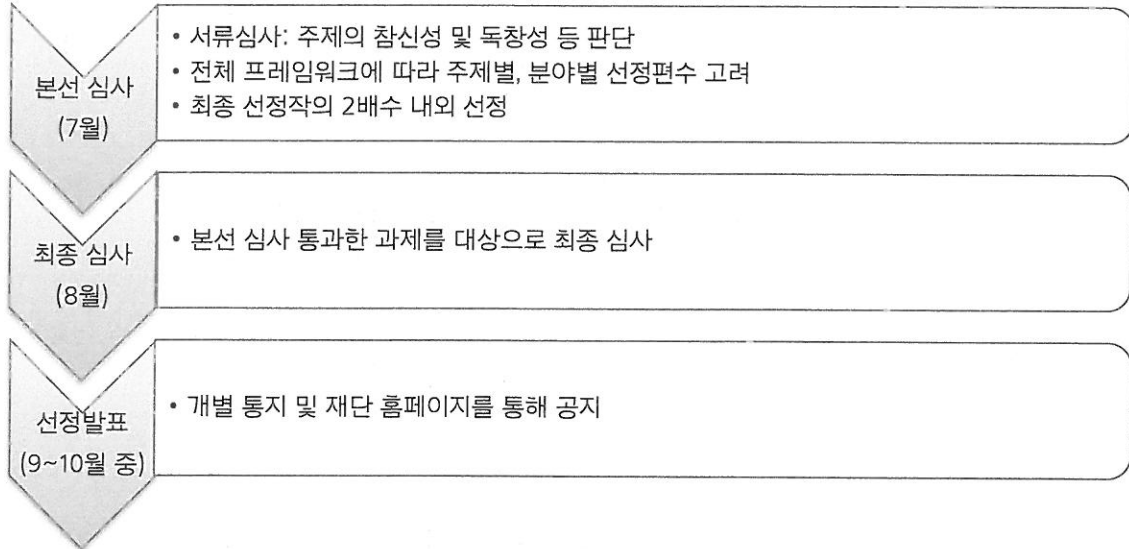 본선 심사
(7월)
• 서류심사: 주제의 참신성 및 독창성 등 판단
• 전체 프레임워크에 따라 주제별, 분야별 선정편수 고려
• 최종 선정작의 2배수 내외 선정
최종 심사
(8월)
• 본선 심사 통과한 과제를 대상으로 최종 심사
선정발표
(9~10월 중)
• 개별 통지 및 재단 홈페이지를 통해 공지